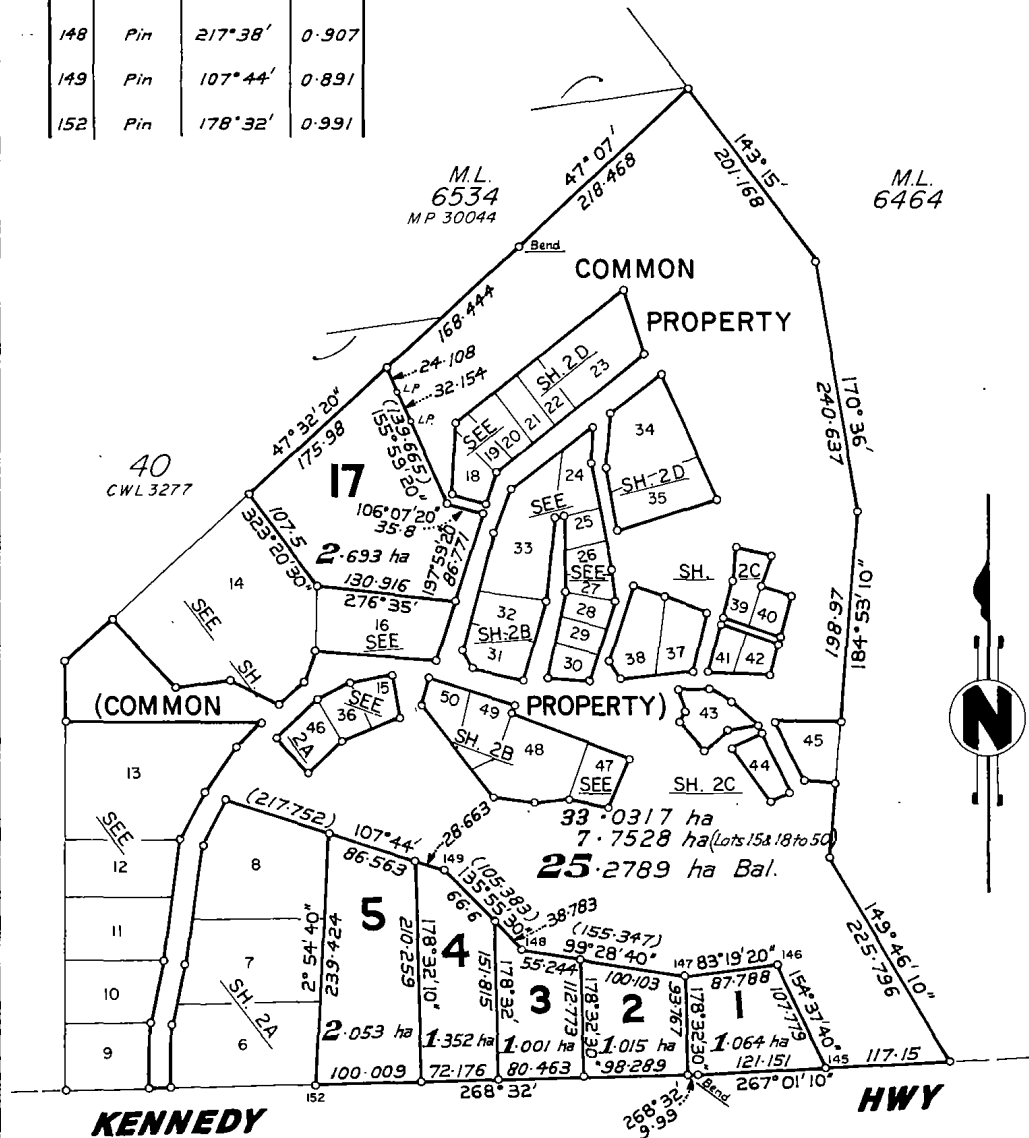 148 Pin 217°38' 0·907
149 Pin 107°44' 0·891
152 Pin 178°32' 0·991
M.L.
6534
MP 30044
47°07'
218·468
143°15'
201·168
M.L.
6464
Bend
COMMON
PROPERTY
168·444
24·108
32·154
L.P.
L.P.
(139·665)
155°59'20"
47°32'20"
175·98
SEE
SH. 2D
18
19
20
21
22
23
170°36'
240·637
34
SH. 2D
35
40
CWL 3277
17
106°07'20"
35·8
197°59'20"
86·771
107·5
323°20'30"
2·693 ha
130·916
276°35'
24
SEE
25
26
SEE
27
28
29
30
33
32
SH. 2B
31
SH.
2C
39
40
41
42
38
37
14
SEE
SH.
16
SEE
198·97
184°53'10"
(COMMON
PROPERTY)
15
SEE
46
36
2A
50
49
SH. 2B
48
47
SEE
43
44
45
SH. 2C
N
13
SEE
12
11
10
9
(217·752)
107°44'
86·563
28·663
149
(105·383)
135°55'30"
66·6
38·783
148
33·0317 ha
7·7528 ha (Lots 15 & 18 to 50)
25·2789 ha Bal.
8
7
SH. 2A
6
5
2°54'40"
239·424
210·259
178°32'10"
4
151·815
178°32'
(155·347)
99°28'40"
55·244
100·103
112·773
178°32'30"
3
2
147
83°19'20"
146
87·788
93·767
178°32'30"
1
154°37'40"
107·779
149°46'10"
225·796
2·053 ha
1·352 ha
1·001 ha
1·015 ha
1·064 ha
152
100·009
72·176
80·463
98·289
121·151
145
117·15
268°32'
268°32'
9·99
Bend
267°01'10"
KENNEDY
HWY